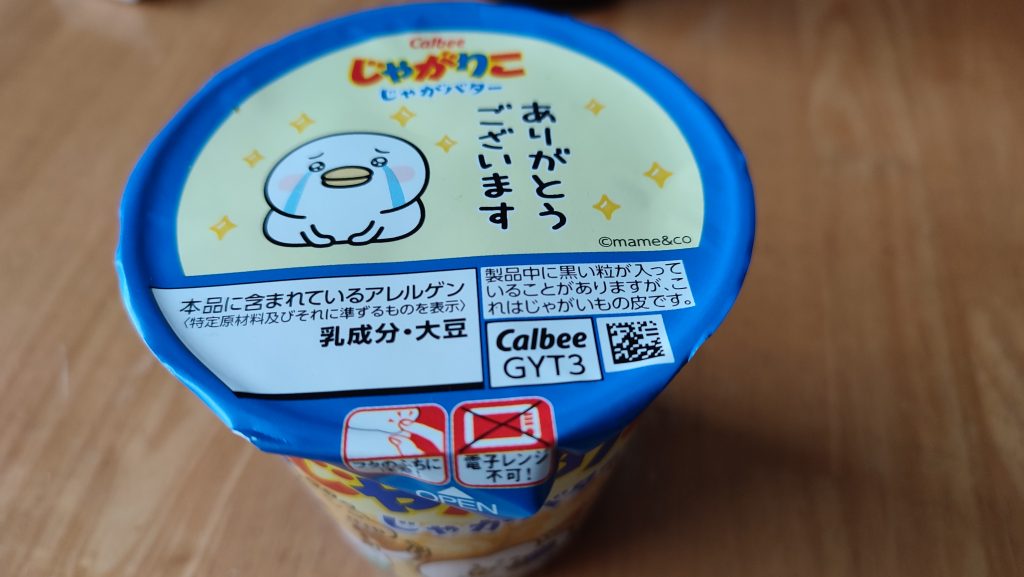 Calbee
じゃがりこ
じゃがバター
ありがとう
ございます
©mame&co
本品に含まれているアレルゲン
〈特定原材料及びそれに準ずるものを表示〉
乳成分・大豆
製品中に黒い粒が入って
いることがありますが、こ
れはじゃがいもの皮です。
Calbee
GYT3
電子レンジ
不可!
OPEN